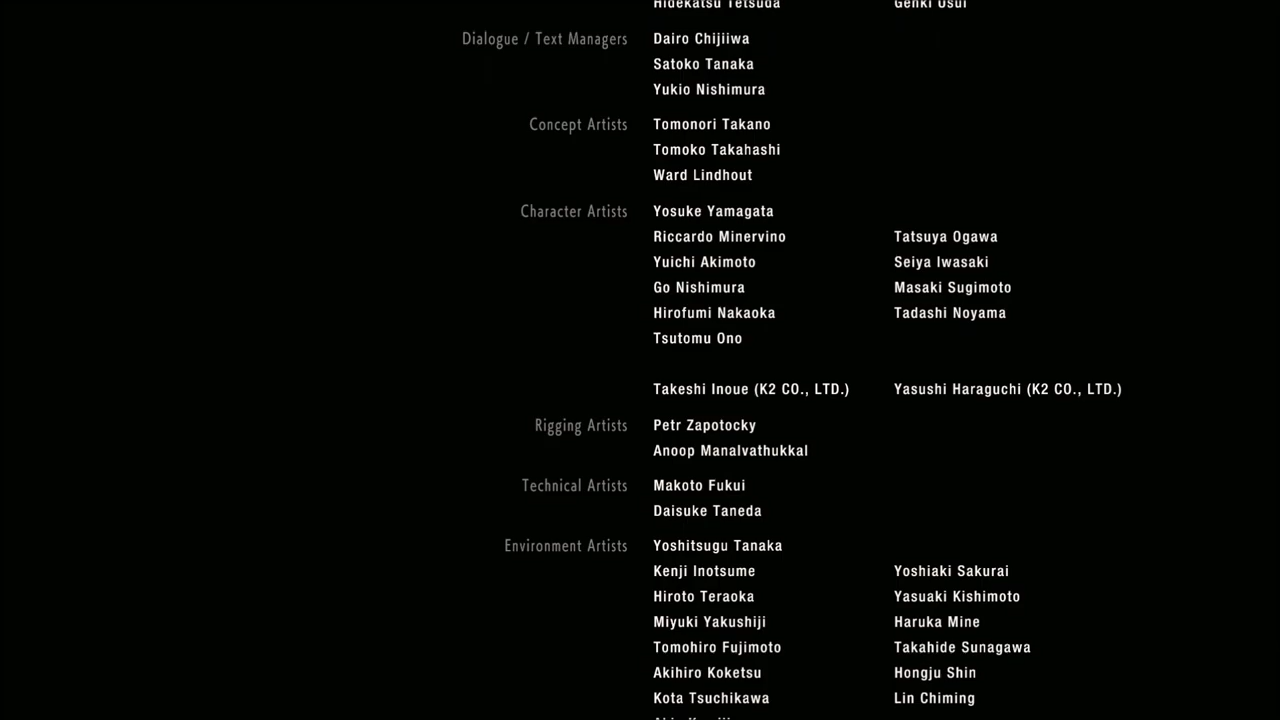 Hidekatsu Tetsuda Genki Usui
Dialogue / Text Managers Dairo Chijiiwa
Satoko Tanaka
Yukio Nishimura
Concept Artists Tomonori Takano
Tomoko Takahashi
Ward Lindhout
Character Artists Yosuke Yamagata
Riccardo Minervino Tatsuya Ogawa
Yuichi Akimoto Seiya Iwasaki
Go Nishimura Masaki Sugimoto
Hirofumi Nakaoka Tadashi Noyama
Tsutomu Ono
Takeshi Inoue (K2 CO., LTD.) Yasushi Haraguchi (K2 CO., LTD.)
Rigging Artists Petr Zapotocky
Anoop Manalvathukkal
Technical Artists Makoto Fukui
Daisuke Taneda
Environment Artists Yoshitsugu Tanaka
Kenji Inotsume Yoshiaki Sakurai
Hiroto Teraoka Yasuaki Kishimoto
Miyuki Yakushiji Haruka Mine
Tomohiro Fujimoto Takahide Sunagawa
Akihiro Koketsu Hongju Shin
Kota Tsuchikawa Lin Chiming